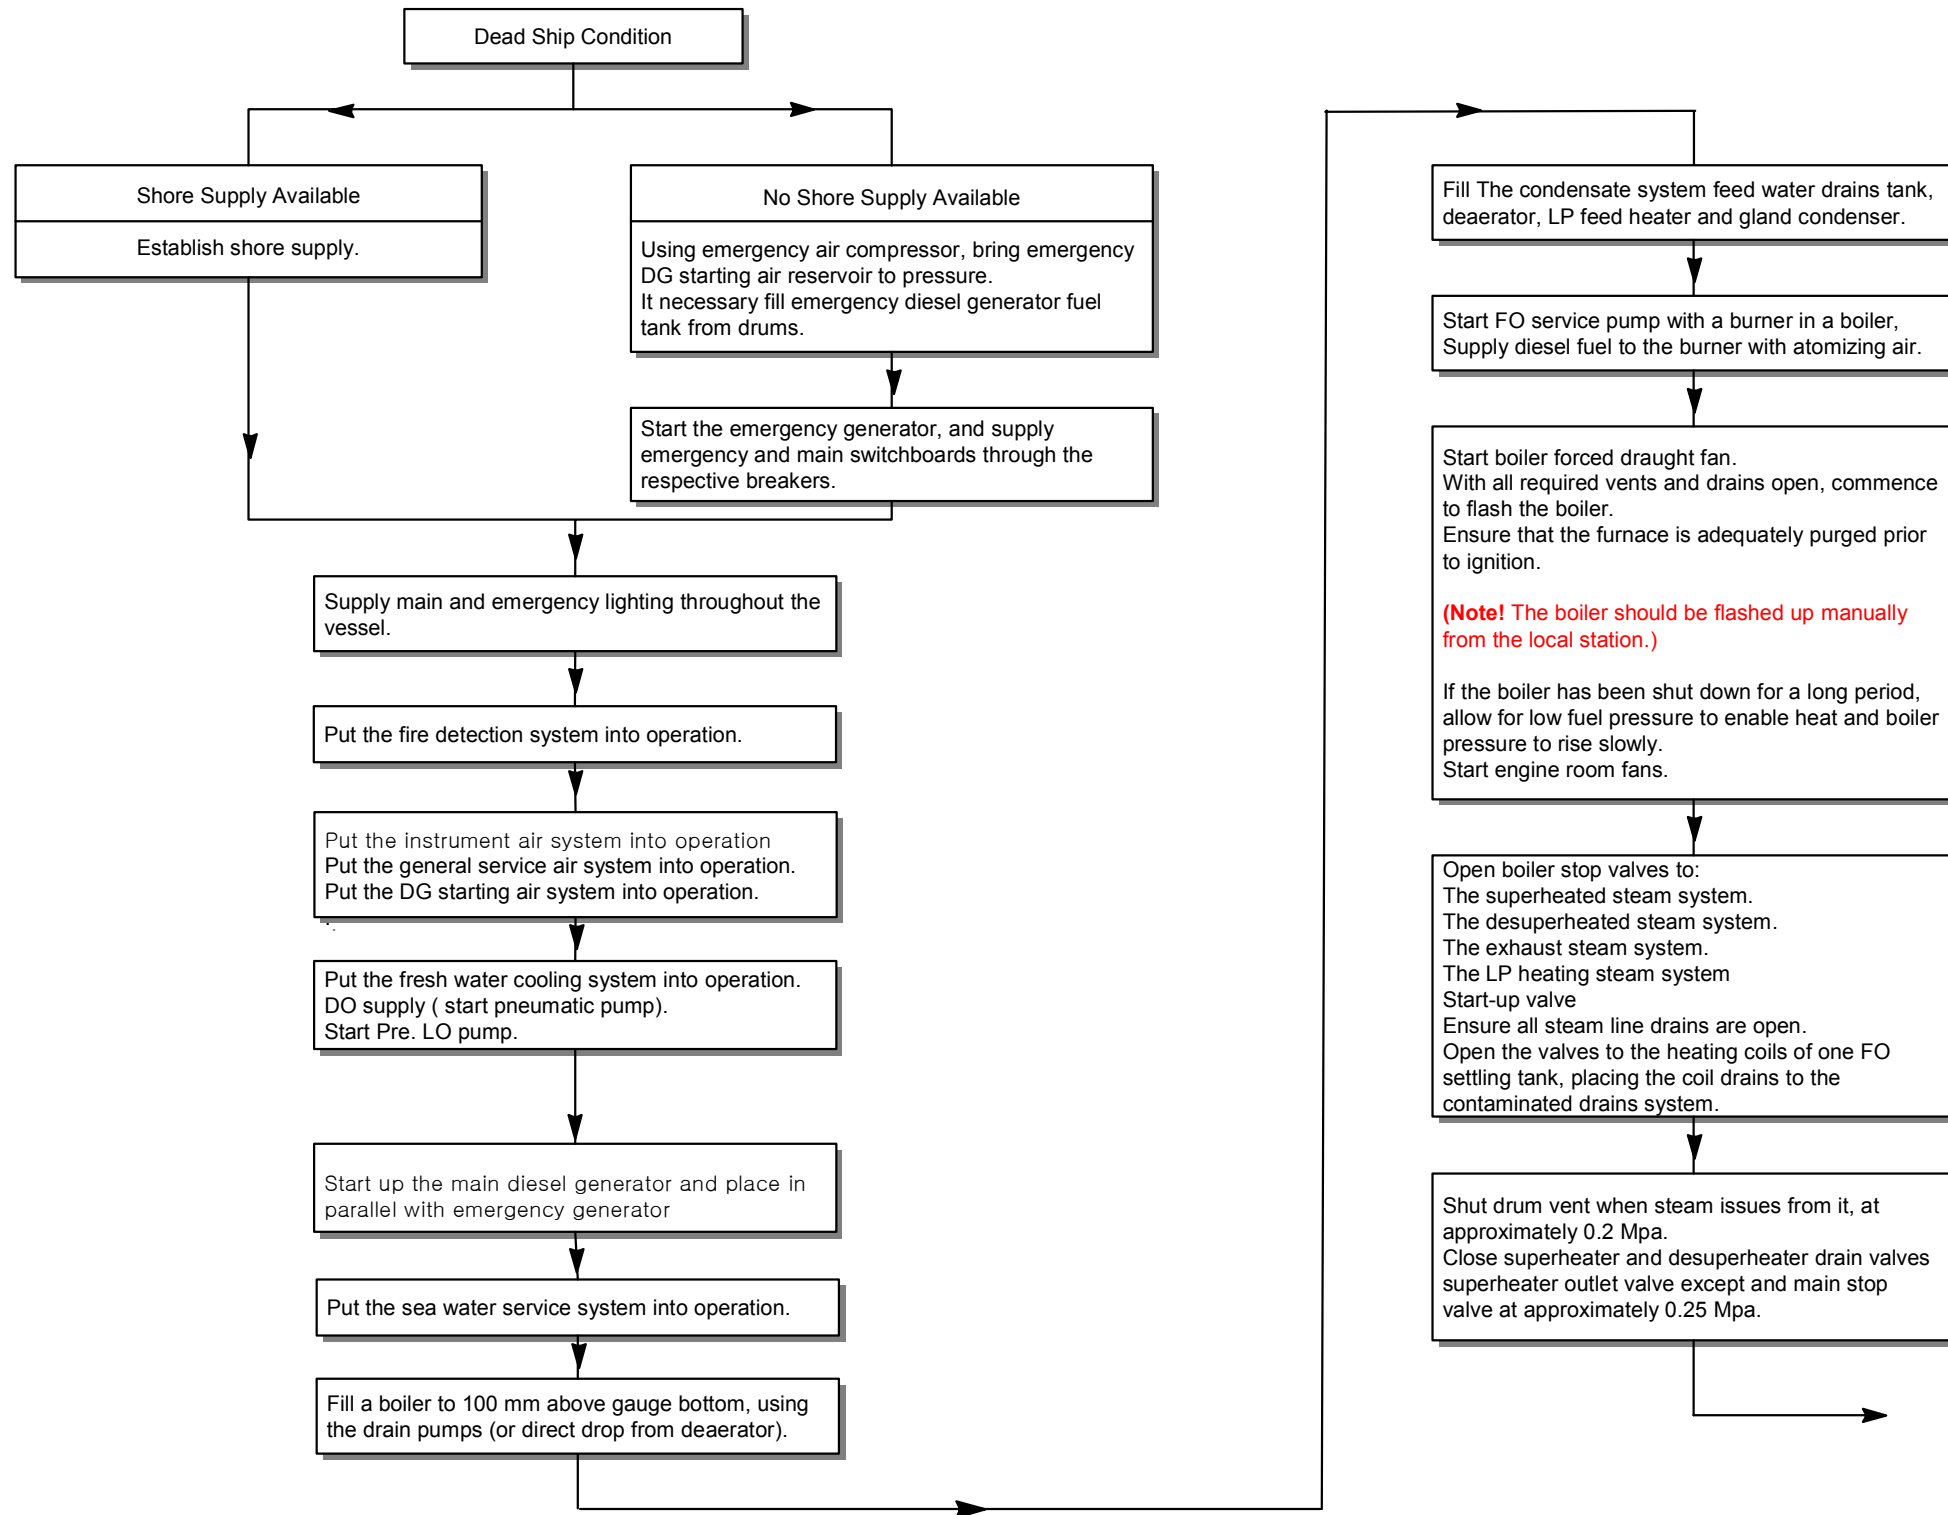 Dead Ship Condition
Shore Supply Available
Establish shore supply.
No Shore Supply Available
Using emergency air compressor, bring emergency
DG starting air reservoir to pressure.
It necessary fill emergency diesel generator fuel
tank from drums.
Start the emergency generator, and supply
emergency and main switchboards through the
respective breakers.
Supply main and emergency lighting throughout the
vessel.
Put the fire detection system into operation.
Put the instrument air system into operation
Put the general service air system into operation.
Put the DG starting air system into operation.
Put the fresh water cooling system into operation.
DO supply ( start pneumatic pump).
Start Pre. LO pump.
Start up the main diesel generator and place in
parallel with emergency generator
Put the sea water service system into operation.
Fill a boiler to 100 mm above gauge bottom, using
the drain pumps (or direct drop from deaerator).
Fill The condensate system feed water drains tank,
deaerator, LP feed heater and gland condenser.
Start FO service pump with a burner in a boiler,
Supply diesel fuel to the burner with atomizing air.
Start boiler forced draught fan.
With all required vents and drains open, commence
to flash the boiler.
Ensure that the furnace is adequately purged prior
to ignition.
(Note! The boiler should be flashed up manually
from the local station.)
If the boiler has been shut down for a long period,
allow for low fuel pressure to enable heat and boiler
pressure to rise slowly.
Start engine room fans.
Open boiler stop valves to:
The superheated steam system.
The desuperheated steam system.
The exhaust steam system.
The LP heating steam system
Start-up valve
Ensure all steam line drains are open.
Open the valves to the heating coils of one FO
settling tank, placing the coil drains to the
contaminated drains system.
Shut drum vent when steam issues from it, at
approximately 0.2 Mpa.
Close superheater and desuperheater drain valves
superheater outlet valve except and main stop
valve at approximately 0.25 Mpa.